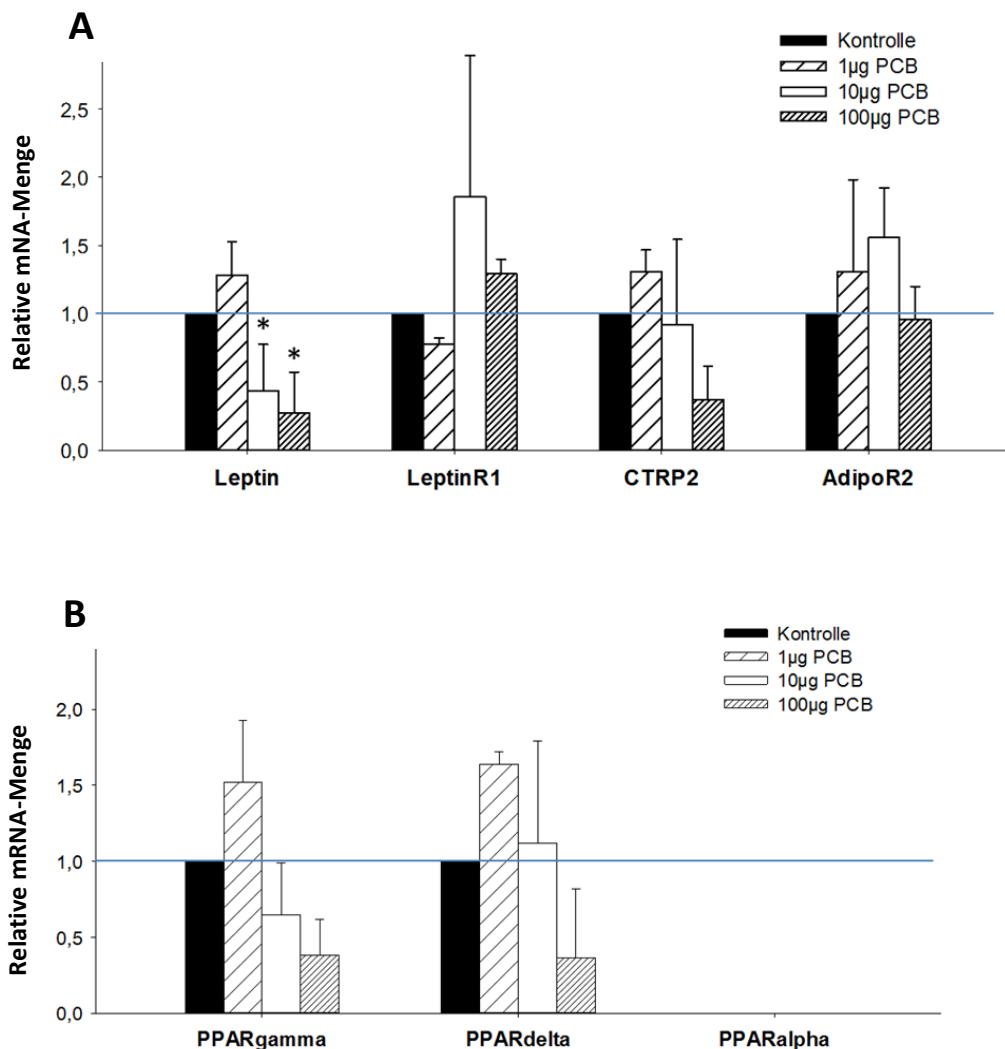 A
Kontrolle
1µg PCB
10µg PCB
100µg PCB
Relative mNA-Menge
2,5
2,0
1,5
1,0
0,5
0,0
*
*
Leptin LeptinR1 CTRP2 AdipoR2
B
Kontrolle
1µg PCB
10µg PCB
100µg PCB
Relative mRNA-Menge
2,0
1,5
1,0
0,5
0,0
PPARgamma PPARdelta PPARalpha